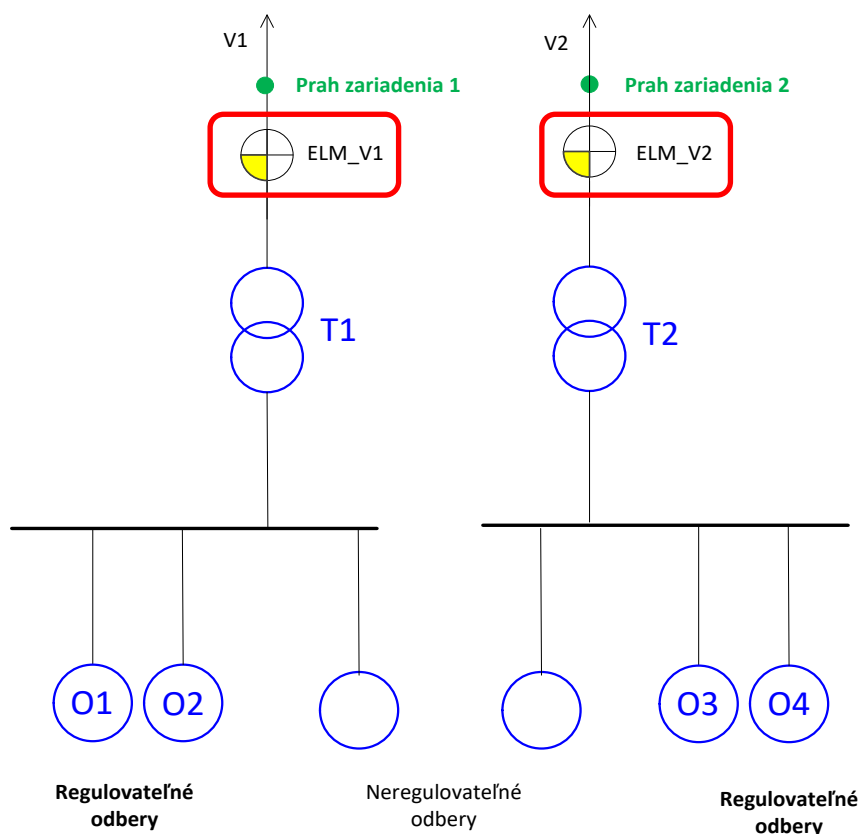 V1
V2
Prah zariadenia 1
Prah zariadenia 2
ELM_V1
ELM_V2
T1
T2
O1
O2
O3
O4
Regulovateľné
odbery
Neregulovateľné
odbery
Regulovateľné
odbery